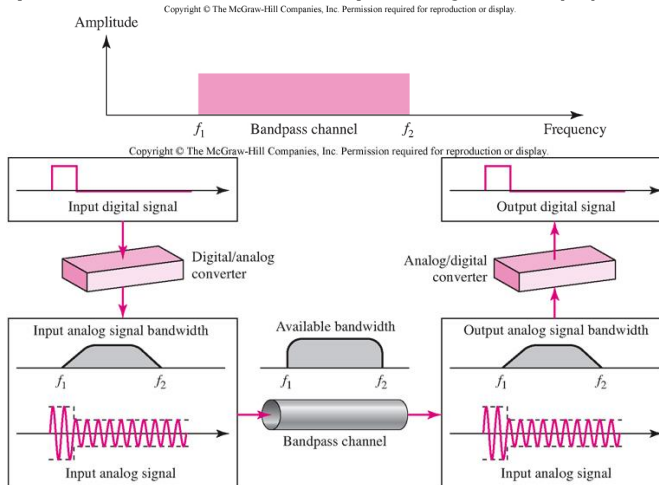 Copyright © The McGraw-Hill Companies, Inc. Permission required for reproduction or display.
Amplitude
f1
Bandpass channel
f2
Frequency
Copyright © The McGraw-Hill Companies, Inc. Permission required for reproduction or display.
Input digital signal
Output digital signal
Digital/analog
converter
Analog/digital
converter
Input analog signal bandwidth
f1
f2
Input analog signal
Available bandwidth
f1
f2
Bandpass channel
Output analog signal bandwidth
f1
f2
Input analog signal